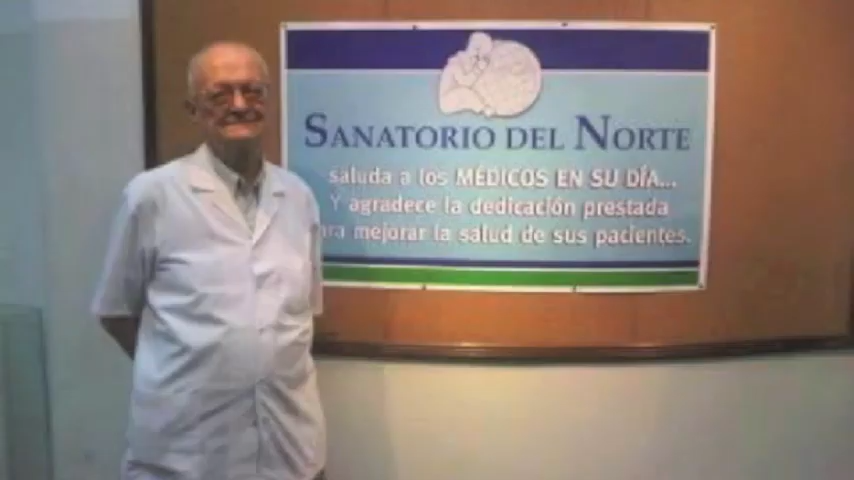 SANATORIO DEL NORTE
saluda a los MÉDICOS EN SU DÍA...
Y agradece la dedicación prestada
mejorar la salud de sus pacientes.